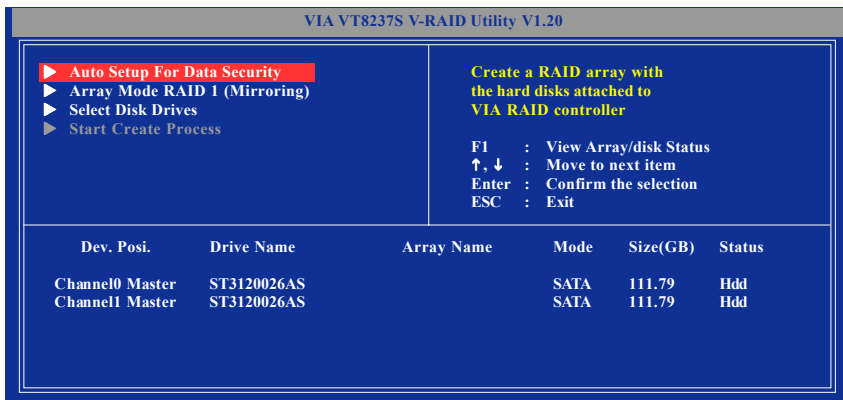 VIA VT8237S V-RAID Utility V1.20
Auto Setup For Data Security
Array Mode RAID 1 (Mirroring)
Select Disk Drives
Start Create Process
Create a RAID array with
the hard disks attached to
VIA RAID controller
F1 : View Array/disk Status
↑, ↓ : Move to next item
Enter : Confirm the selection
ESC : Exit
Dev. Posi. Drive Name Array Name Mode Size(GB) Status
Channel0 Master ST3120026AS SATA 111.79 Hdd
Channel1 Master ST3120026AS SATA 111.79 Hdd